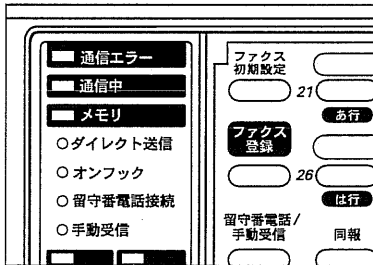 通信エラー
通信中
メモリ
ダイレクト送信
オンフック
留守番電話接続
手動受信
ファクス
初期設定
21
あ行
ファクス
登録
26
は行
留守番電話/
手動受信
同報